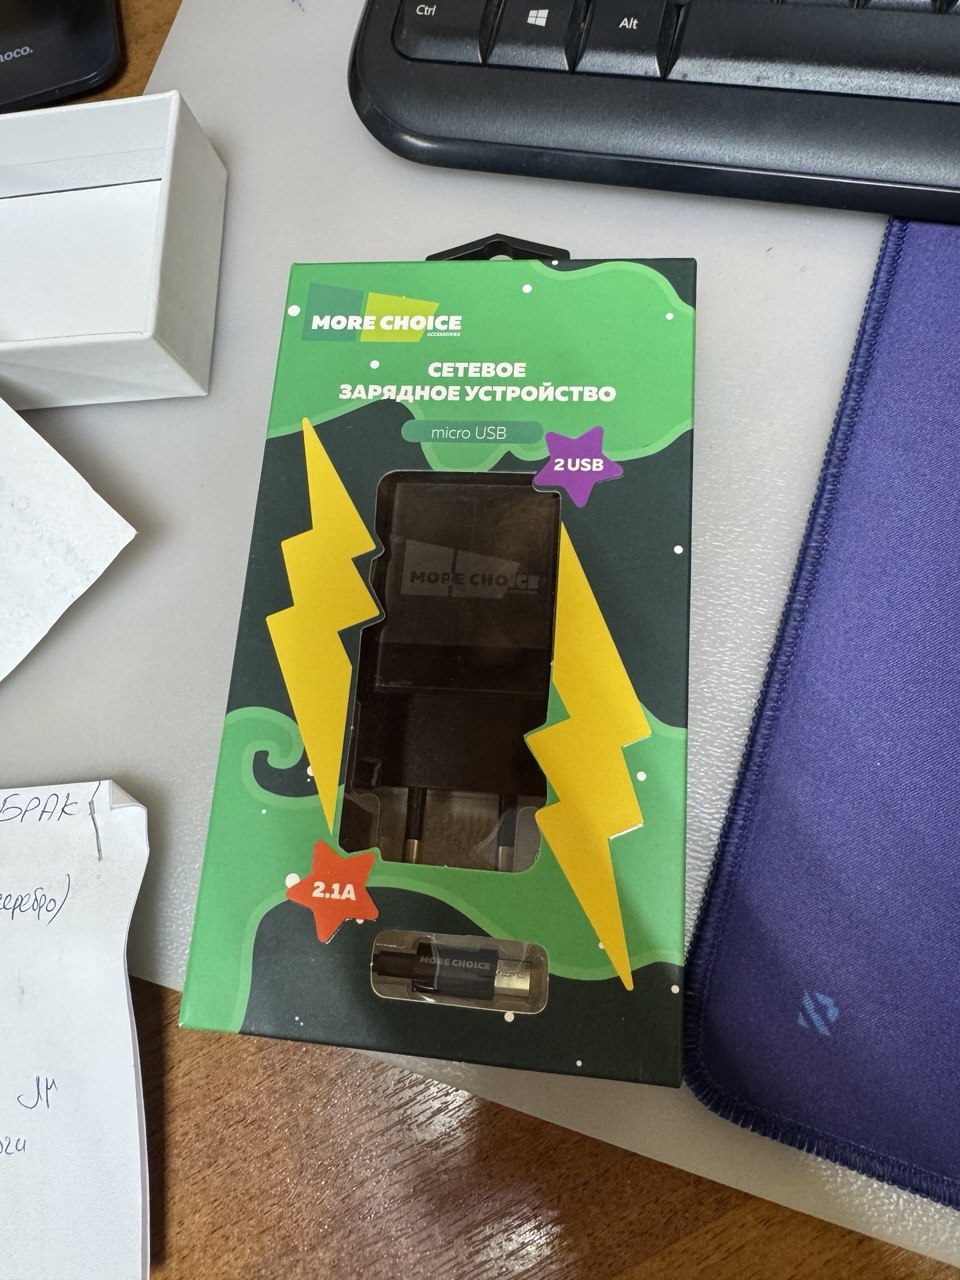 Ctrl
Alt
hoco.
MORE CHOICE
ACCESSORIES
СЕТЕВОЕ
ЗАРЯДНОЕ УСТРОЙСТВО
micro USB
2 USB
MORE CHOICE
2.1A
MORE CHOICE
БРАК
серебро)